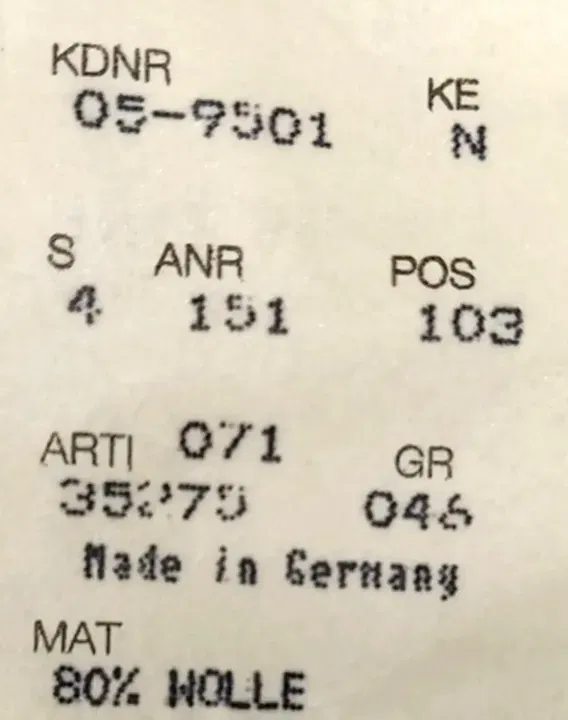 KDNR KE
05-9501 N
S ANR POS
4 151 103
ARTI 071 GR
35275 046
Made in Germany
MAT
80% WOLLE